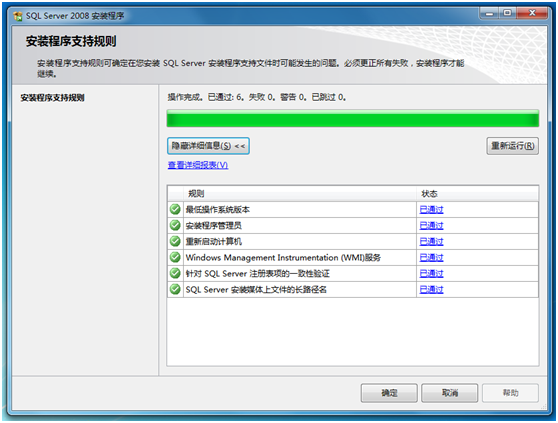 SQL Server 2008 安装程序
安装程序支持规则
安装程序支持规则可确定在您安装 SQL Server 安装程序支持文件时可能发生的问题。必须更正所有失败，安装程序才能
继续。
安装程序支持规则
操作完成。已通过: 6。失败 0。警告 0。已跳过 0。
隐藏详细信息(S) <<
重新运行(R)
查看详细报表(V)
规则 状态
最低操作系统版本 已通过
安装程序管理员 已通过
重新启动计算机 已通过
Windows Management Instrumentation (WMI)服务 已通过
针对 SQL Server 注册表项的一致性验证 已通过
SQL Server 安装媒体上文件的长路径名 已通过
确定 取消 帮助